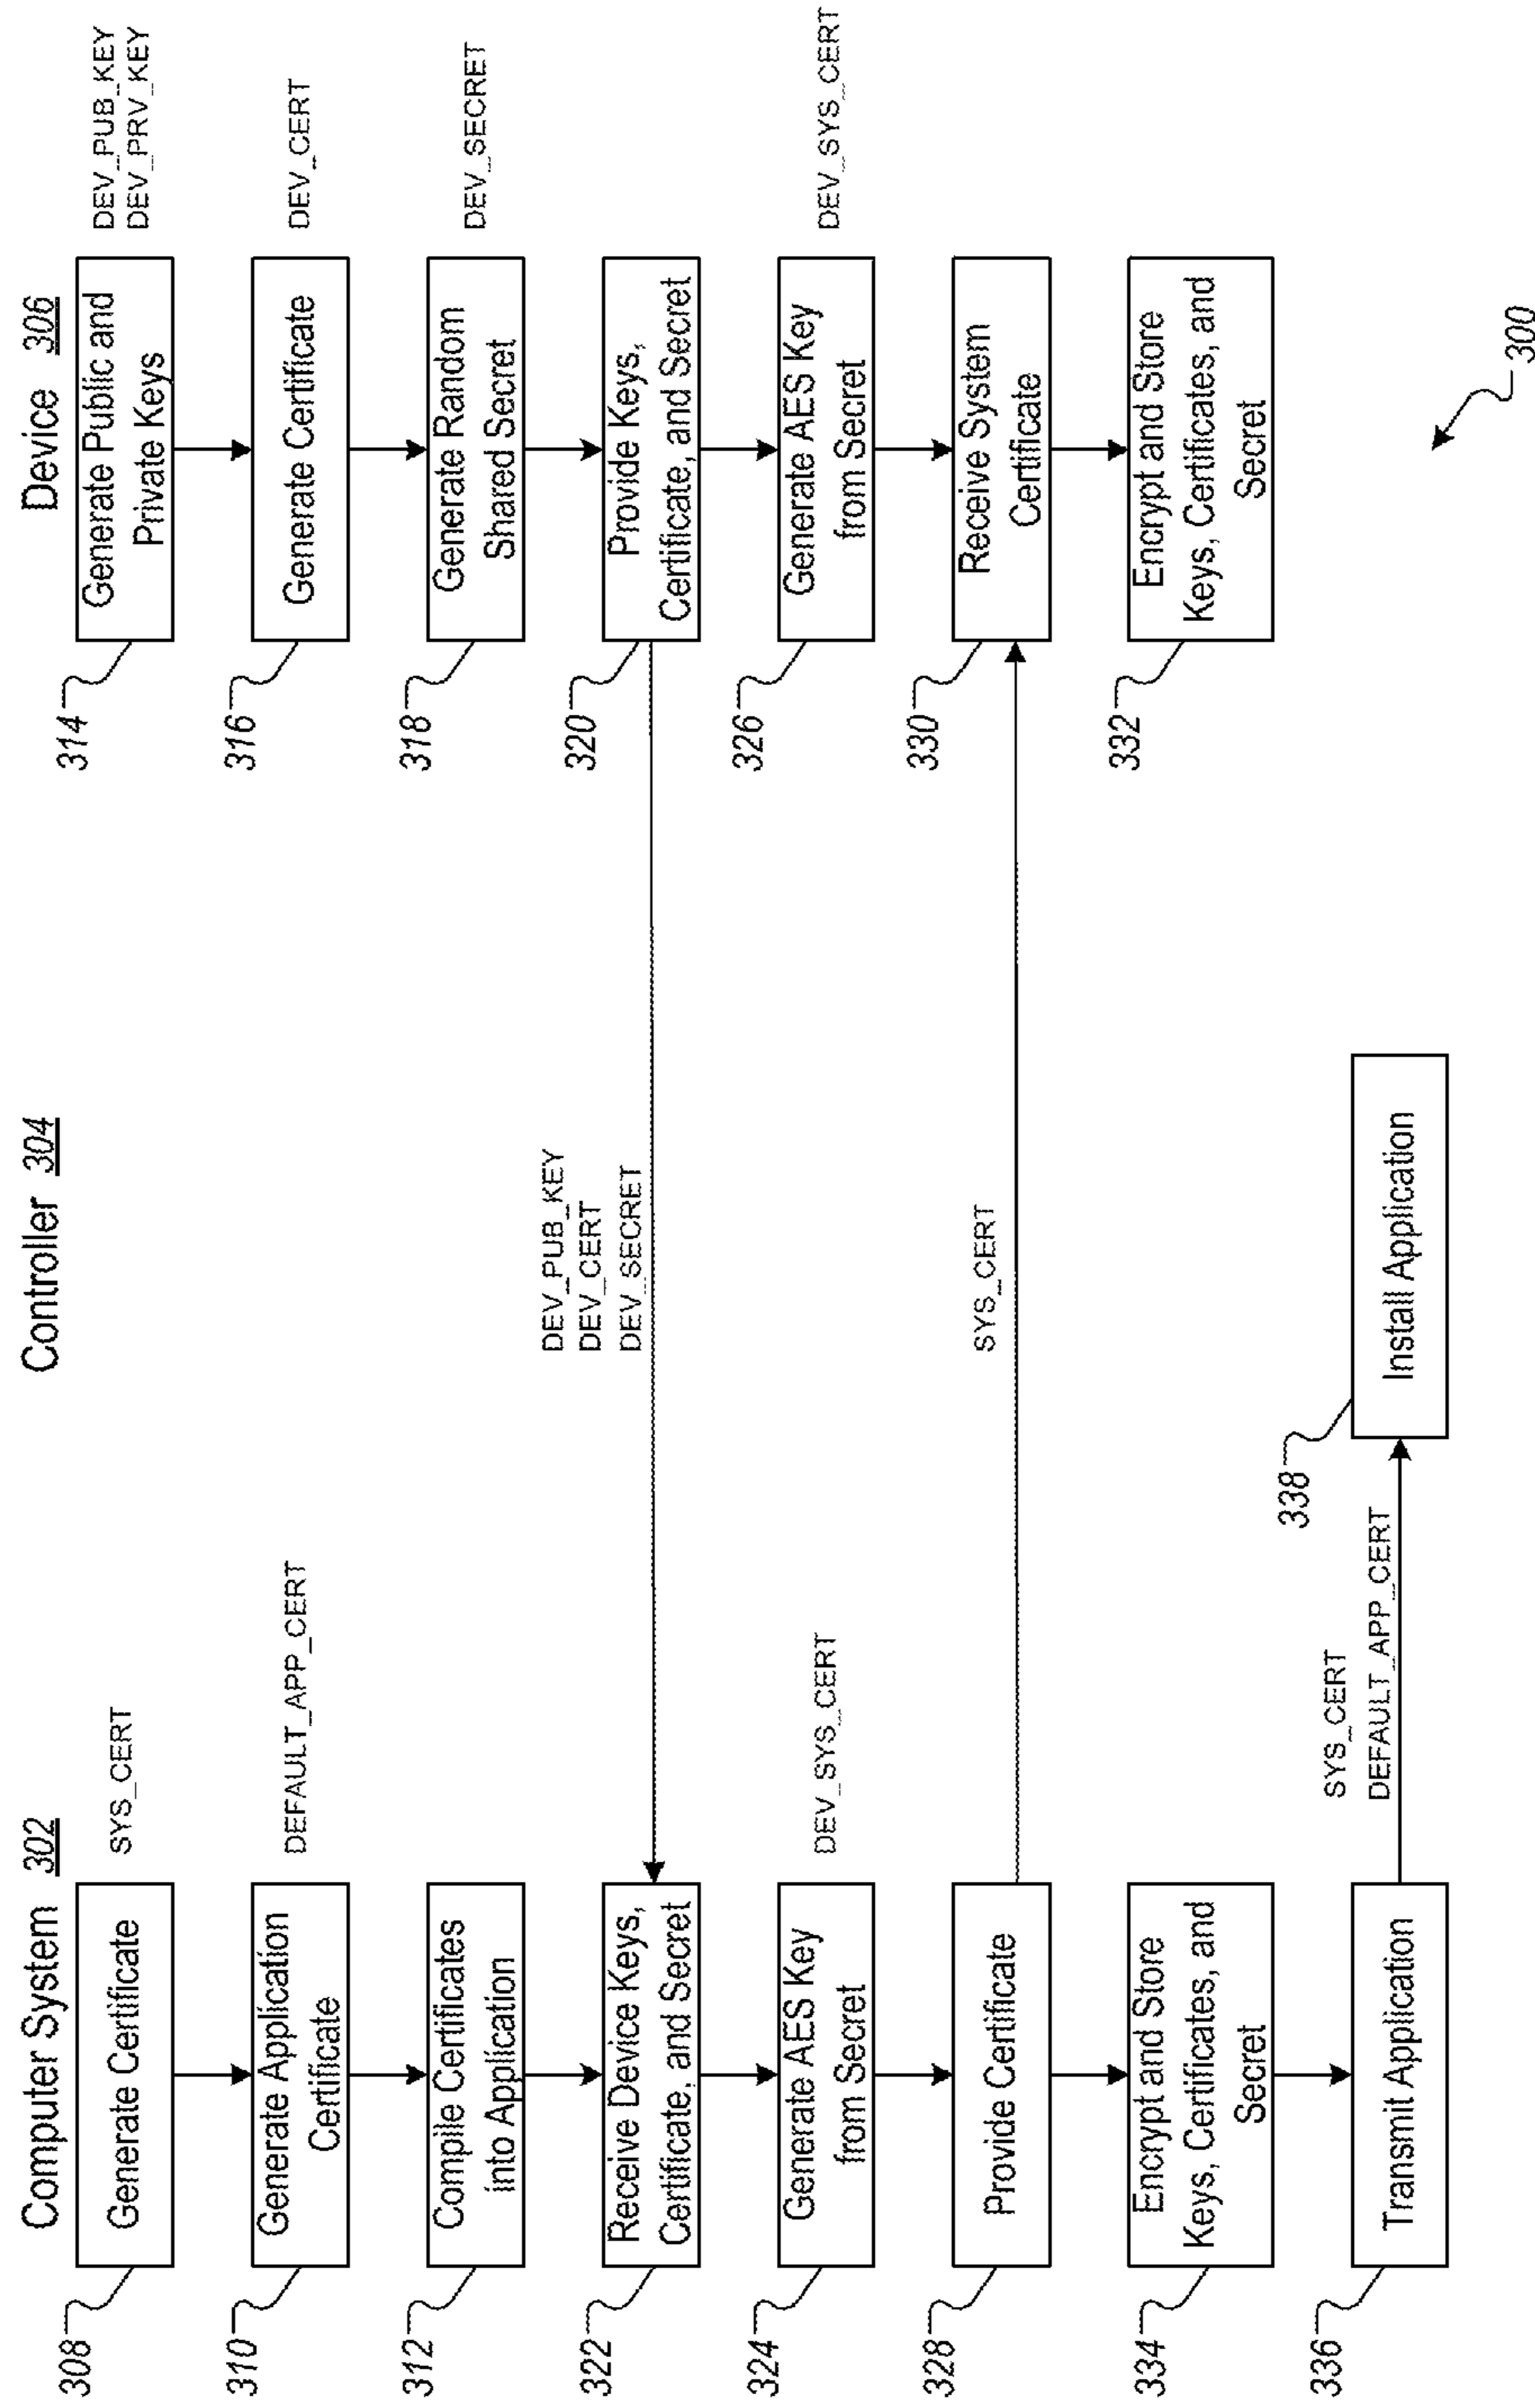 Computer System 302
Controller 304
Device 306
308
Generate Certificate
SYS_CERT
310
Generate Application
Certificate
DEFAULT_APP_CERT
312
Compile Certificates
into Application
314
Generate Public and
Private Keys
DEV_PUB_KEY
DEV_PRV_KEY
316
Generate Certificate
DEV_CERT
318
Generate Random
Shared Secret
DEV_SECRET
320
Provide Keys,
Certificate, and Secret
DEV_PUB_KEY
DEV_CERT
DEV_SECRET
322
Receive Device Keys,
Certificate, and Secret
324
Generate AES Key
from Secret
DEV_SYS_CERT
326
Generate AES Key
from Secret
DEV_SYS_CERT
328
Provide Certificate
SYS_CERT
330
Receive System
Certificate
332
Encrypt and Store
Keys, Certificates, and
Secret
334
Encrypt and Store
Keys, Certificates, and
Secret
336
Transmit Application
SYS_CERT
DEFAULT_APP_CERT
338
Install Application
300